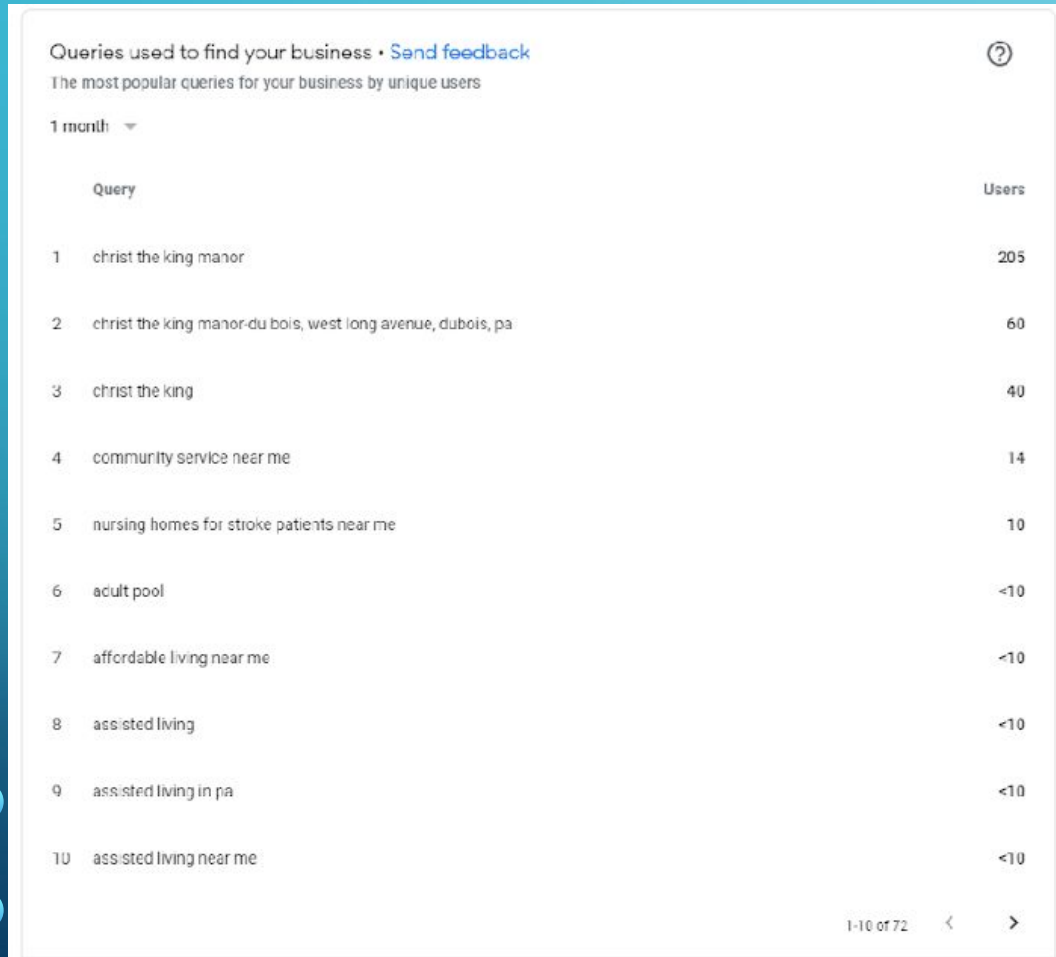 Queries used to find your business • Send feedback
The most popular queries for your business by unique users
1 month
Query Users
1 christ the king manor 205
2 christ the king manor-du bois, west long avenue, dubois, pa 60
3 christ the king 40
4 community service near me 14
5 nursing homes for stroke patients near me 10
6 adult pool <10
7 affordable living near me <10
8 assisted living <10
9 assisted living in pa <10
10 assisted living near me <10
1-10 of 72